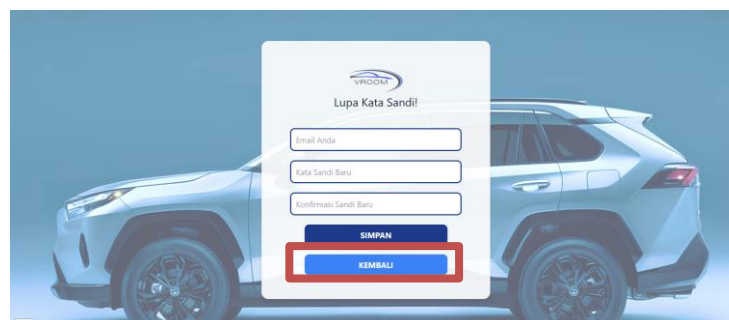 VROOM
Lupa Kata Sandi!
Email Anda
Kata Sandi Baru
Konfirmasi Sandi Baru
SIMPAN
KEMBALI